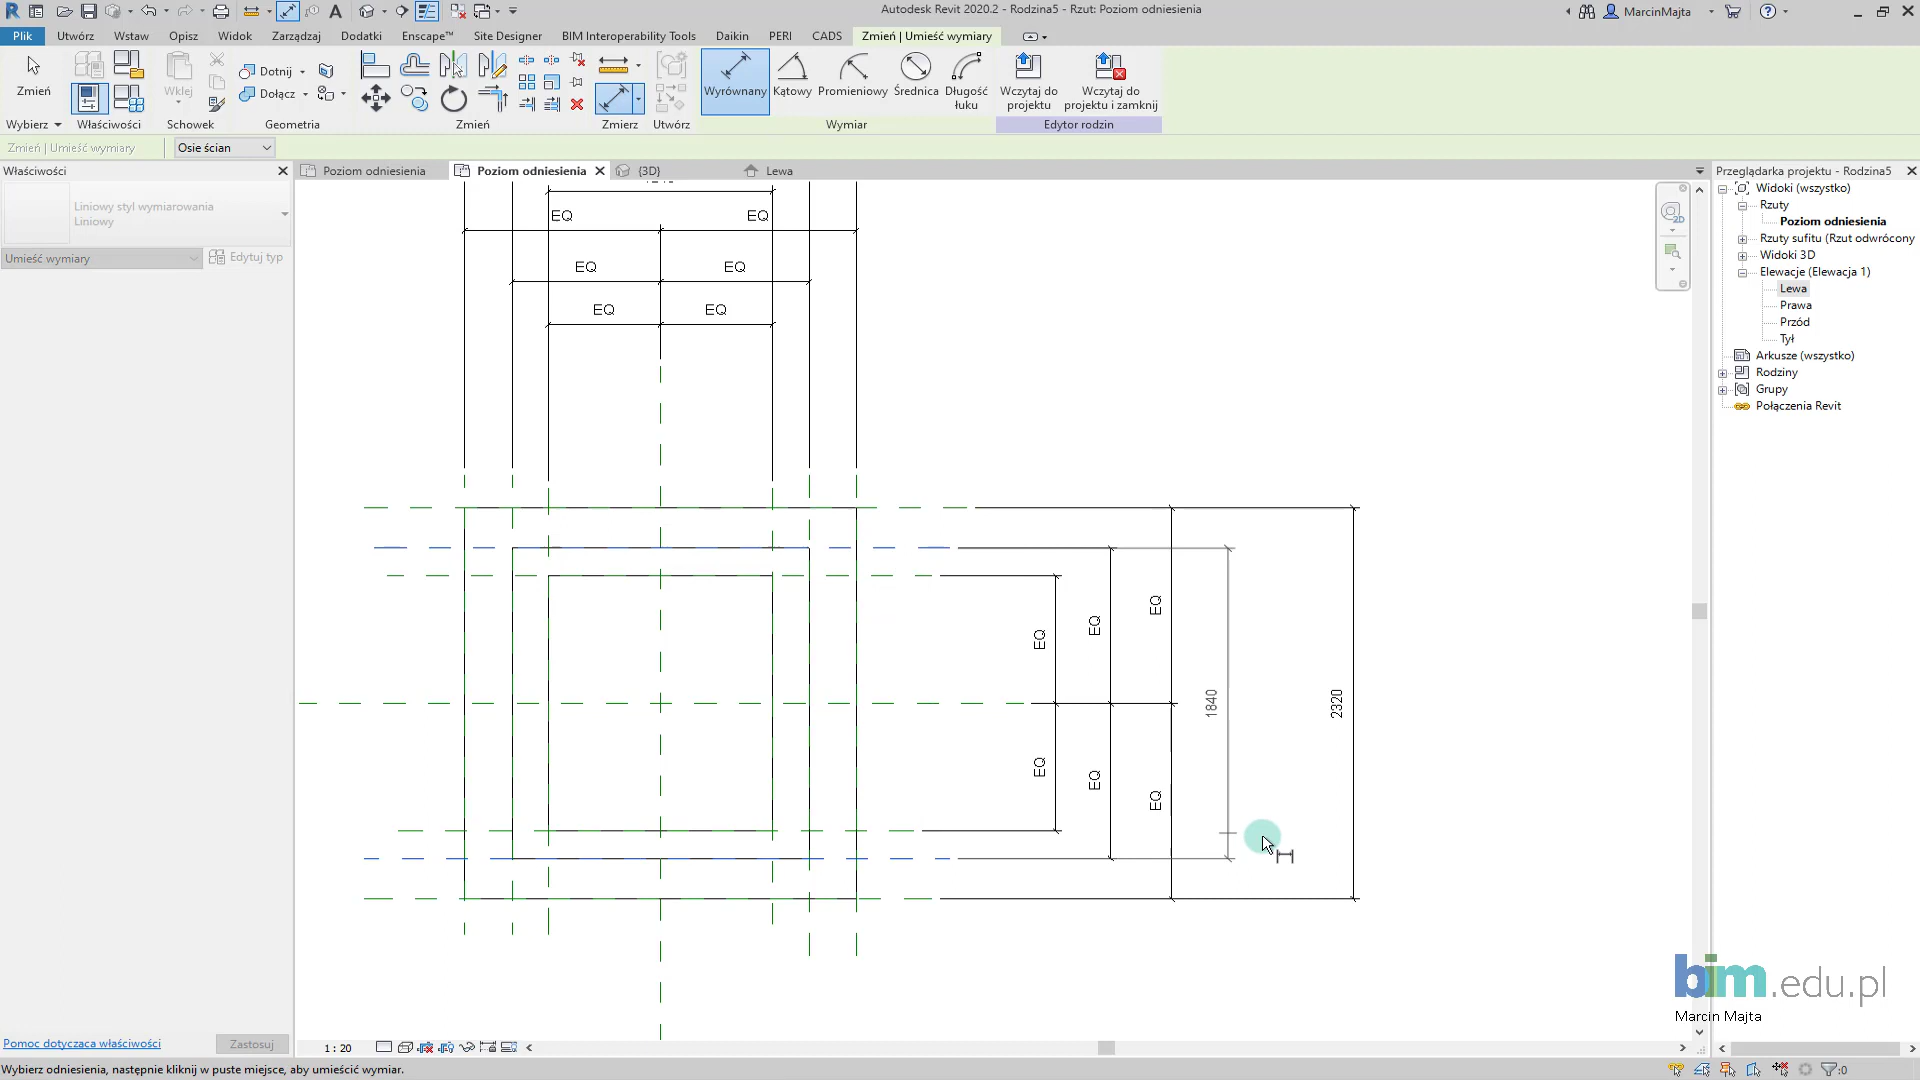 Autodesk Revit 2020.2 - Rodzina5 - Rzut: Poziom odniesienia
MarcinMajta
Plik Utwórz Wstaw Opisz Widok Zarządzaj Dodatki Enscape™ Site Designer BIM Interoperability Tools Daikin PERI CADS Zmień | Umieść wymiary
Zmień
Wklej
Dotnij
Dołącz
Wyrównany Kątowy Promieniowy Średnica Długość łuku
Wczytaj do projektu
Wczytaj do projektu i zamknij
Wybierz Właściwości Schowek Geometria Zmień Zmierz Utwórz Wymiar Edytor rodzin
Zmień | Umieść wymiary
Osie ścian
Właściwości
Liniowy styl wymiarowania
Liniowy
Umieść wymiary
Edytuj typ
Poziom odniesienia
Poziom odniesienia
{3D}
Lewa
EQ EQ
EQ EQ
EQ EQ
EQ
EQ
EQ
1840
2320
EQ
EQ
EQ
2D
Przeglądarka projektu - Rodzina5
Widoki (wszystko)
Rzuty
Poziom odniesienia
Rzuty sufitu (Rzut odwrócony
Widoki 3D
Elewacje (Elewacja 1)
Lewa
Prawa
Przód
Tył
Arkusze (wszystko)
Rodziny
Grupy
Połączenia Revit
bim.edu.pl
Marcin Majta
Pomoc dotycząca właściwości
Zastosuj
1 : 20
Wybierz odniesienia, następnie kliknij w puste miejsce, aby umieścić wymiar.
:0